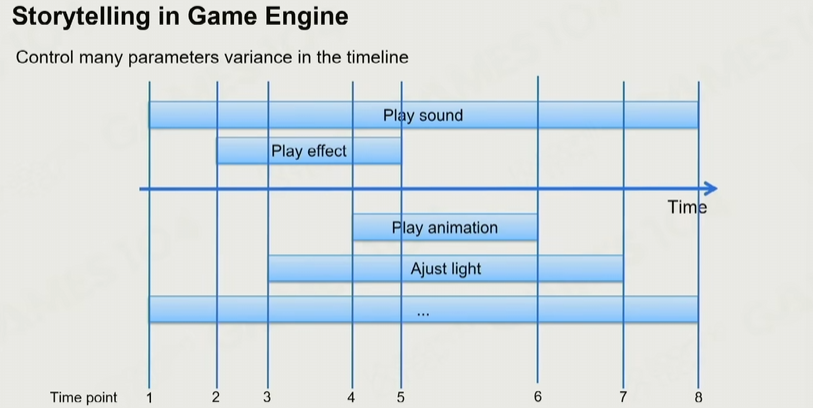 Storytelling in Game Engine
Control many parameters variance in the timeline
Play sound
Play effect
Time
Play animation
Ajust light
...
Time point 1 2 3 4 5 6 7 8